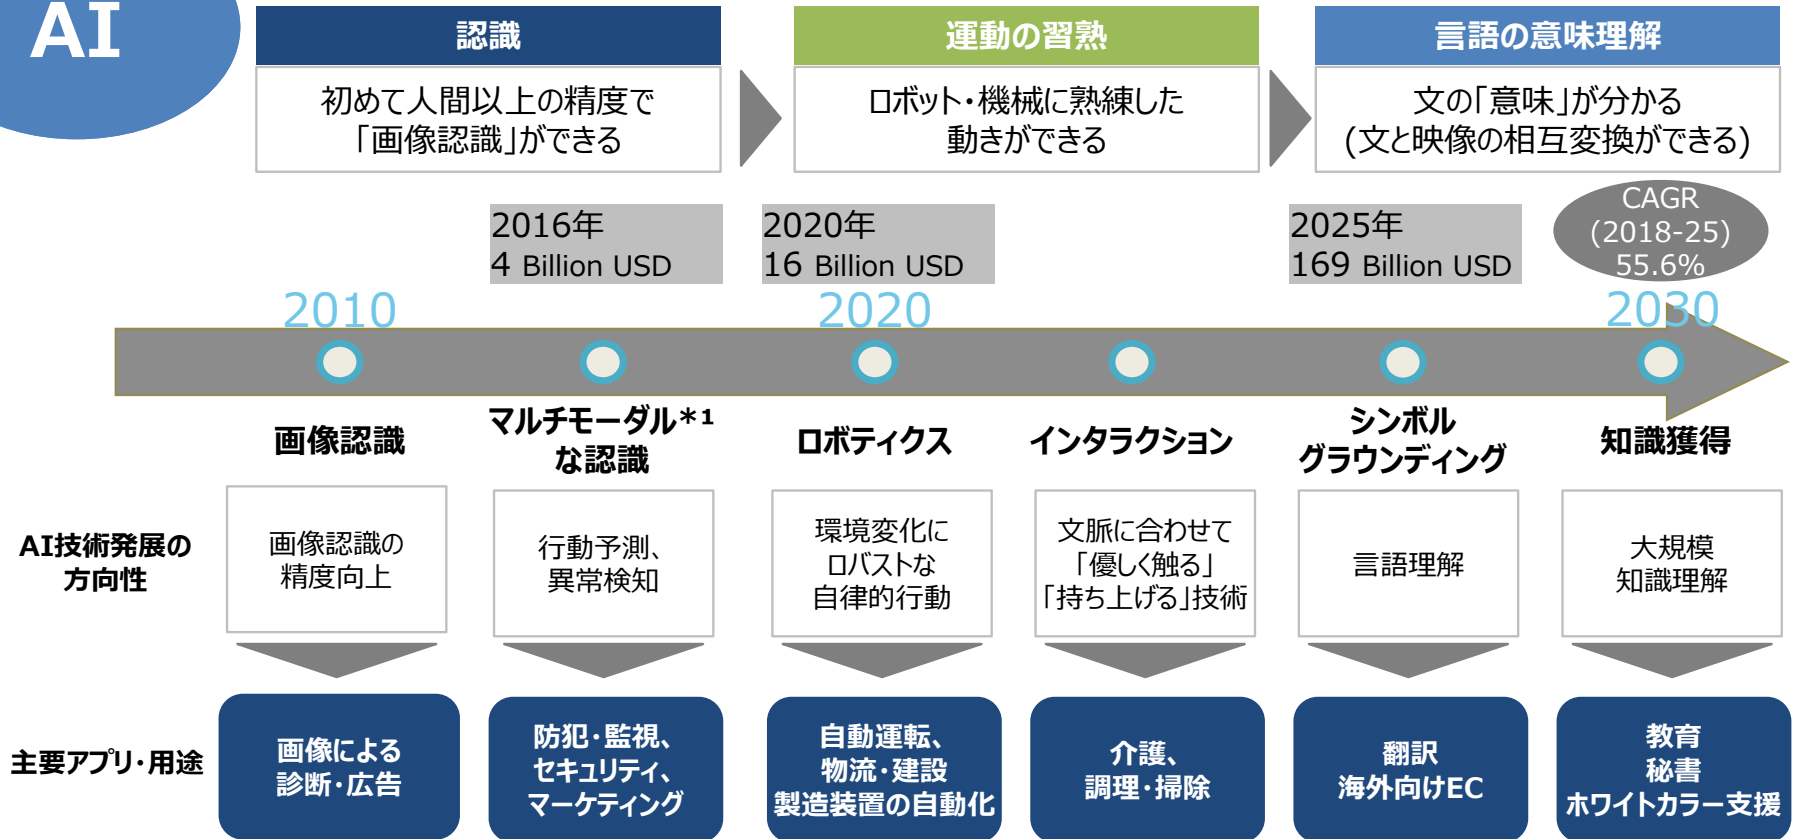 AI
認識
初めて人間以上の精度で
「画像認識」ができる
運動の習熟
ロボット・機械に熟練した
動きができる
言語の意味理解
文の「意味」が分かる
(文と映像の相互変換ができる)
2016年
4 Billion USD
2020年
16 Billion USD
2025年
169 Billion USD
CAGR
(2018-25)
55.6%
2010
2020
2030
画像認識
マルチモーダル*1
な認識
ロボティクス
インタラクション
シンボル
グラウンディング
知識獲得
AI技術発展の
方向性
画像認識の
精度向上
行動予測、
異常検知
環境変化に
ロバストな
自律的行動
文脈に合わせて
「優しく触る」
「持ち上げる」技術
言語理解
大規模
知識理解
主要アプリ・用途
画像による
診断・広告
防犯・監視、
セキュリティ、
マーケティング
自動運転、
物流・建設
製造装置の自動化
介護、
調理・掃除
翻訳
海外向けEC
教育
秘書
ホワイトカラー支援